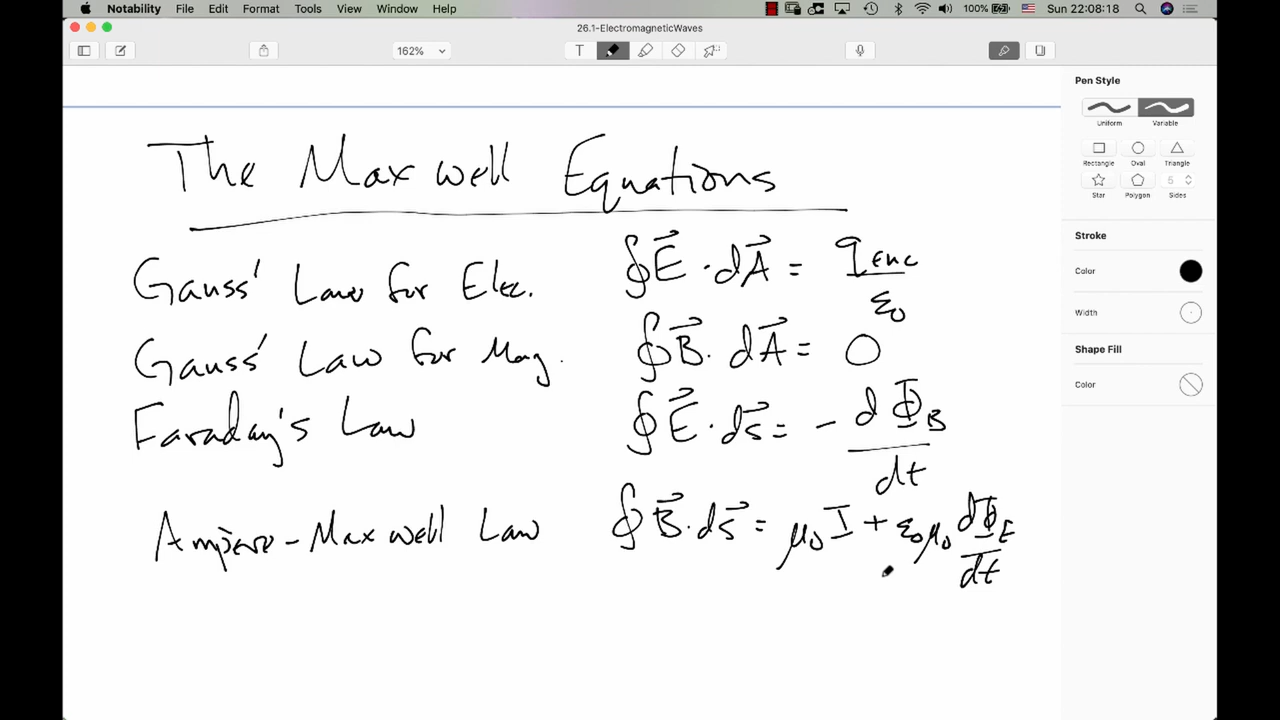 Notability File Edit Format Tools View Window Help 100% Sun 22:08:18
26.1-ElectromagneticWaves
162% T
Pen Style
Uniform Variable
Rectangle Oval Triangle
Star Polygon 5 Sides
Stroke
Color
Width
Shape Fill
Color
The Maxwell Equations
Gauss' Law for Elec. ∮E⃗ · dA⃗ = q_enc / ε₀
Gauss' Law for Mag. ∮B⃗ · dA⃗ = 0
Faraday's Law ∮E⃗ · ds⃗ = - dΦ_B / dt
Ampere-Maxwell Law ∮B⃗ · ds⃗ = μ₀I + ε₀μ₀ dΦ_E / dt